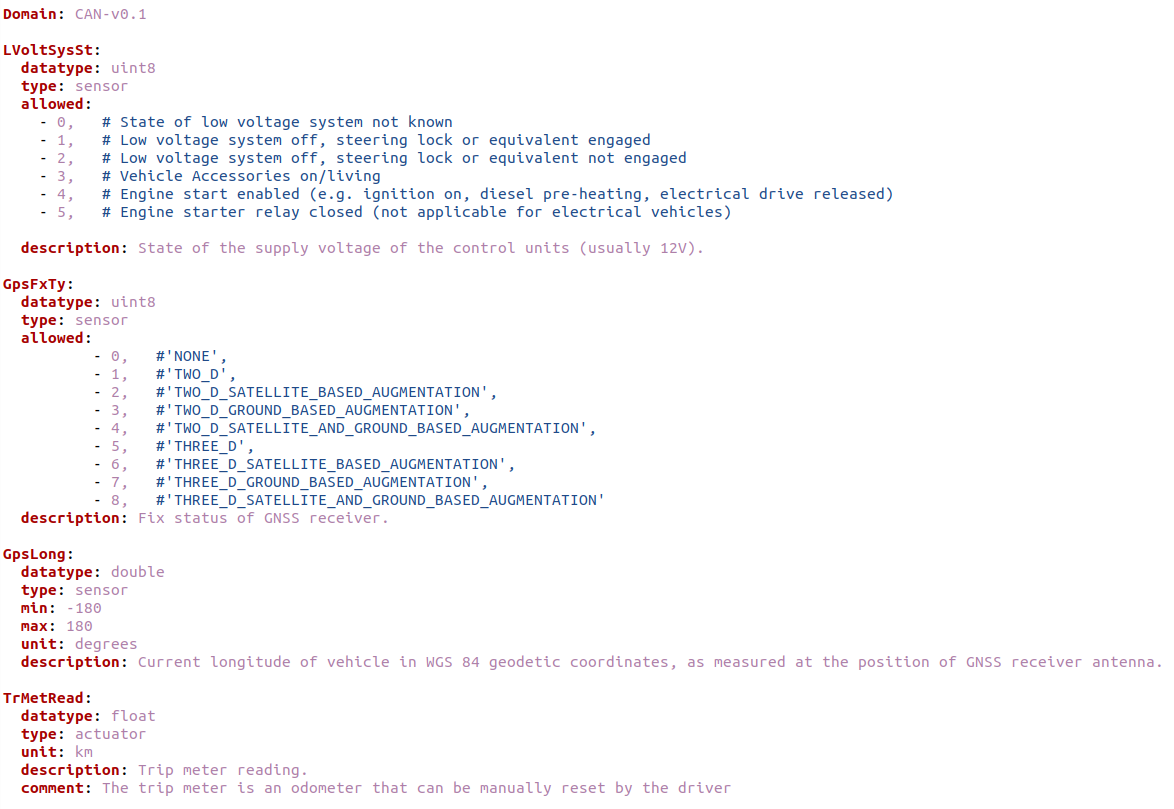 Domain: CAN-v0.1
LVoltSysSt:
datatype: uint8
type: sensor
allowed:
- 0,   # State of low voltage system not known
- 1,   # Low voltage system off, steering lock or equivalent engaged
- 2,   # Low voltage system off, steering lock or equivalent not engaged
- 3,   # Vehicle Accessories on/living
- 4,   # Engine start enabled (e.g. ignition on, diesel pre-heating, electrical drive released)
- 5,   # Engine starter relay closed (not applicable for electrical vehicles)
description: State of the supply voltage of the control units (usually 12V).
GpsFxTy:
datatype: uint8
type: sensor
allowed:
- 0,   #'NONE',
- 1,   #'TWO_D',
- 2,   #'TWO_D_SATELLITE_BASED_AUGMENTATION',
- 3,   #'TWO_D_GROUND_BASED_AUGMENTATION',
- 4,   #'TWO_D_SATELLITE_AND_GROUND_BASED_AUGMENTATION',
- 5,   #'THREE_D',
- 6,   #'THREE_D_SATELLITE_BASED_AUGMENTATION',
- 7,   #'THREE_D_GROUND_BASED_AUGMENTATION',
- 8,   #'THREE_D_SATELLITE_AND_GROUND_BASED_AUGMENTATION'
description: Fix status of GNSS receiver.
GpsLong:
datatype: double
type: sensor
min: -180
max: 180
unit: degrees
description: Current longitude of vehicle in WGS 84 geodetic coordinates, as measured at the position of GNSS receiver antenna.
TrMetRead:
datatype: float
type: actuator
unit: km
description: Trip meter reading.
comment: The trip meter is an odometer that can be manually reset by the driver